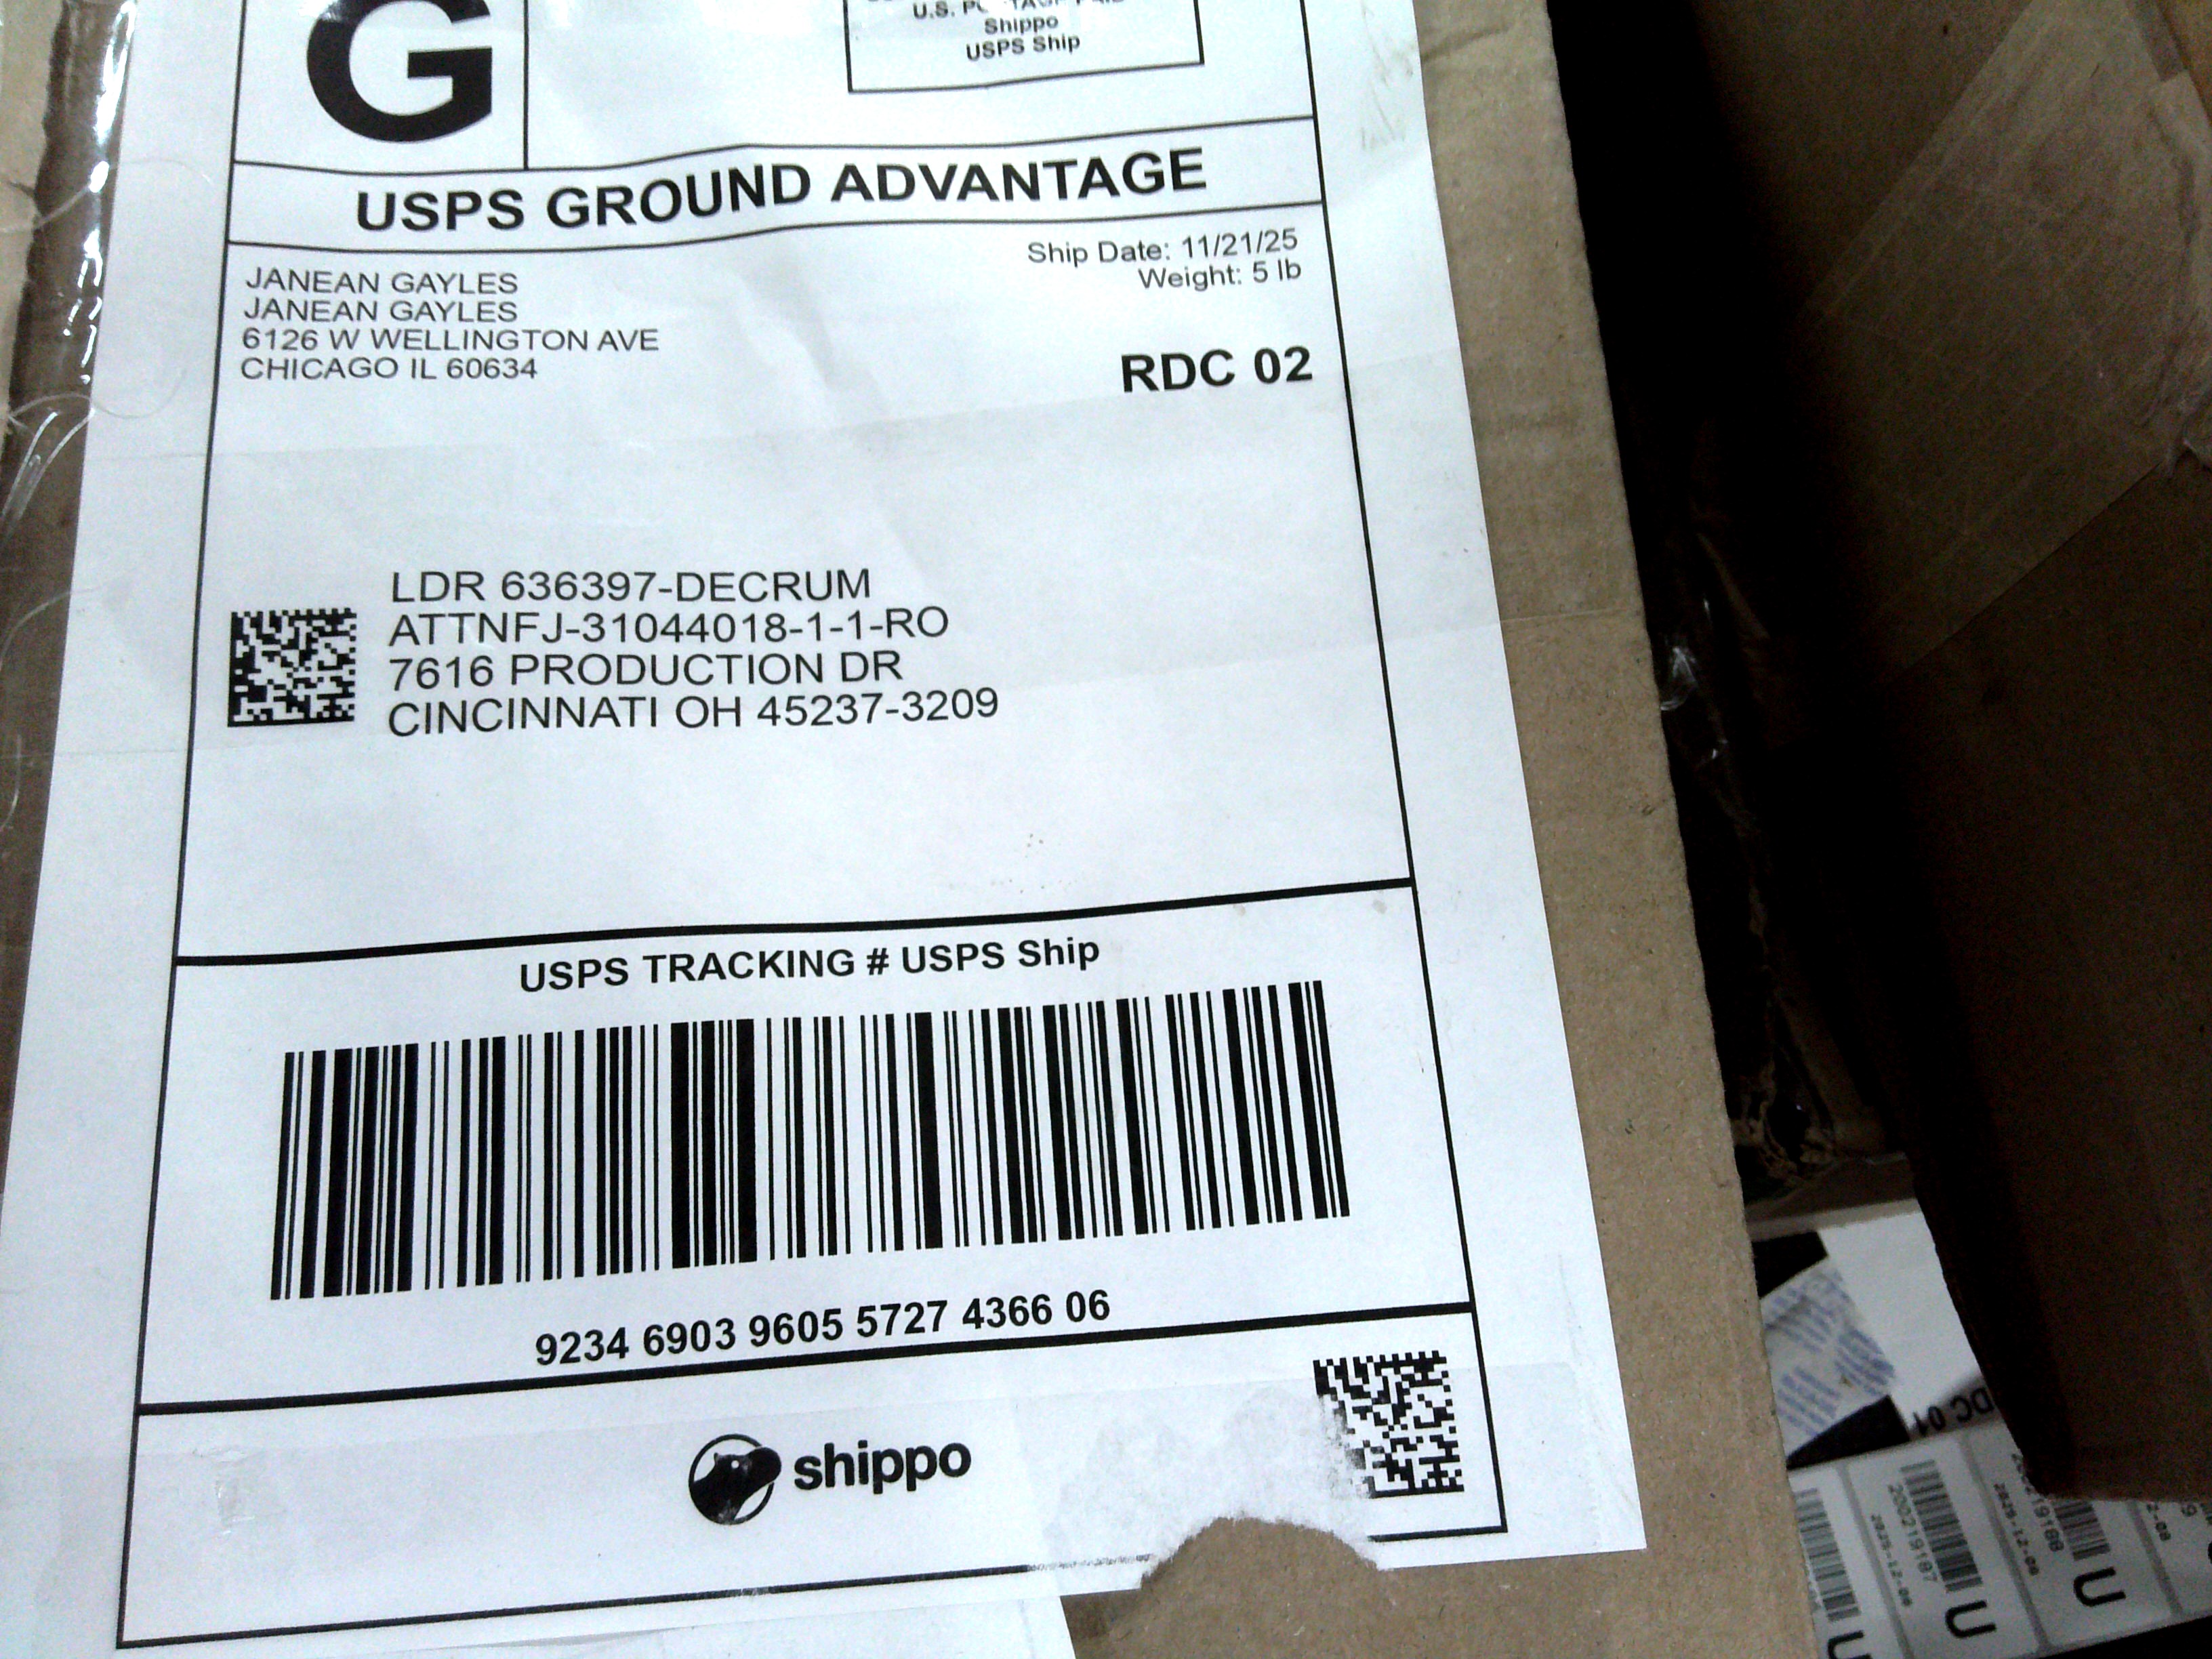 G
U.S.
Shippo
USPS Ship
USPS GROUND ADVANTAGE
Ship Date: 11/21/25
Weight: 5 lb
JANEAN GAYLES
JANEAN GAYLES
6126 W WELLINGTON AVE
CHICAGO IL 60634
RDC 02
LDR 636397-DECRUM
ATTNFJ-31044018-1-1-RO
7616 PRODUCTION DR
CINCINNATI OH 45237-3209
USPS TRACKING # USPS Ship
9234 6903 9605 5727 4366 06
shippo
U
U